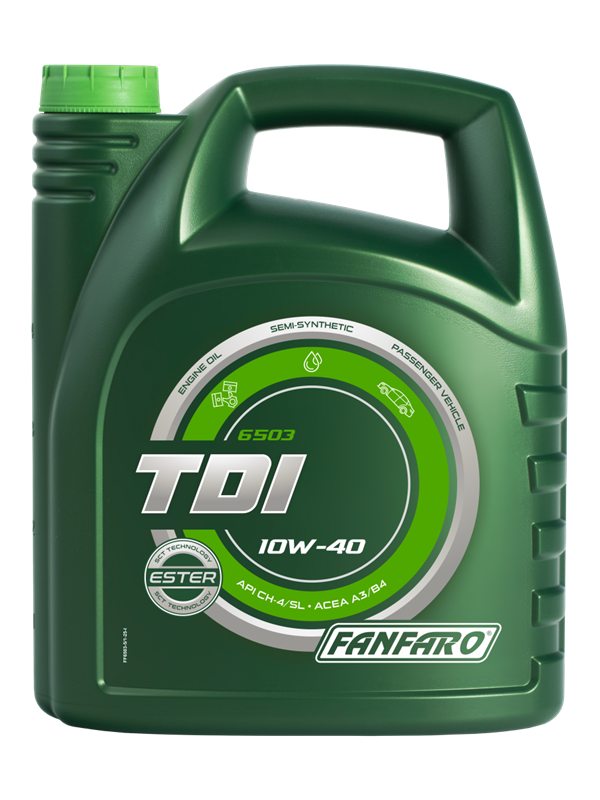 ENGINE OIL
SEMI-SYNTHETIC
PASSENGER VEHICLE
6503
TDI
10W-40
SCT TECHNOLOGY
ESTER
SCT TECHNOLOGY
API CH-4/SL • ACEA A3/B4
FANFARO®